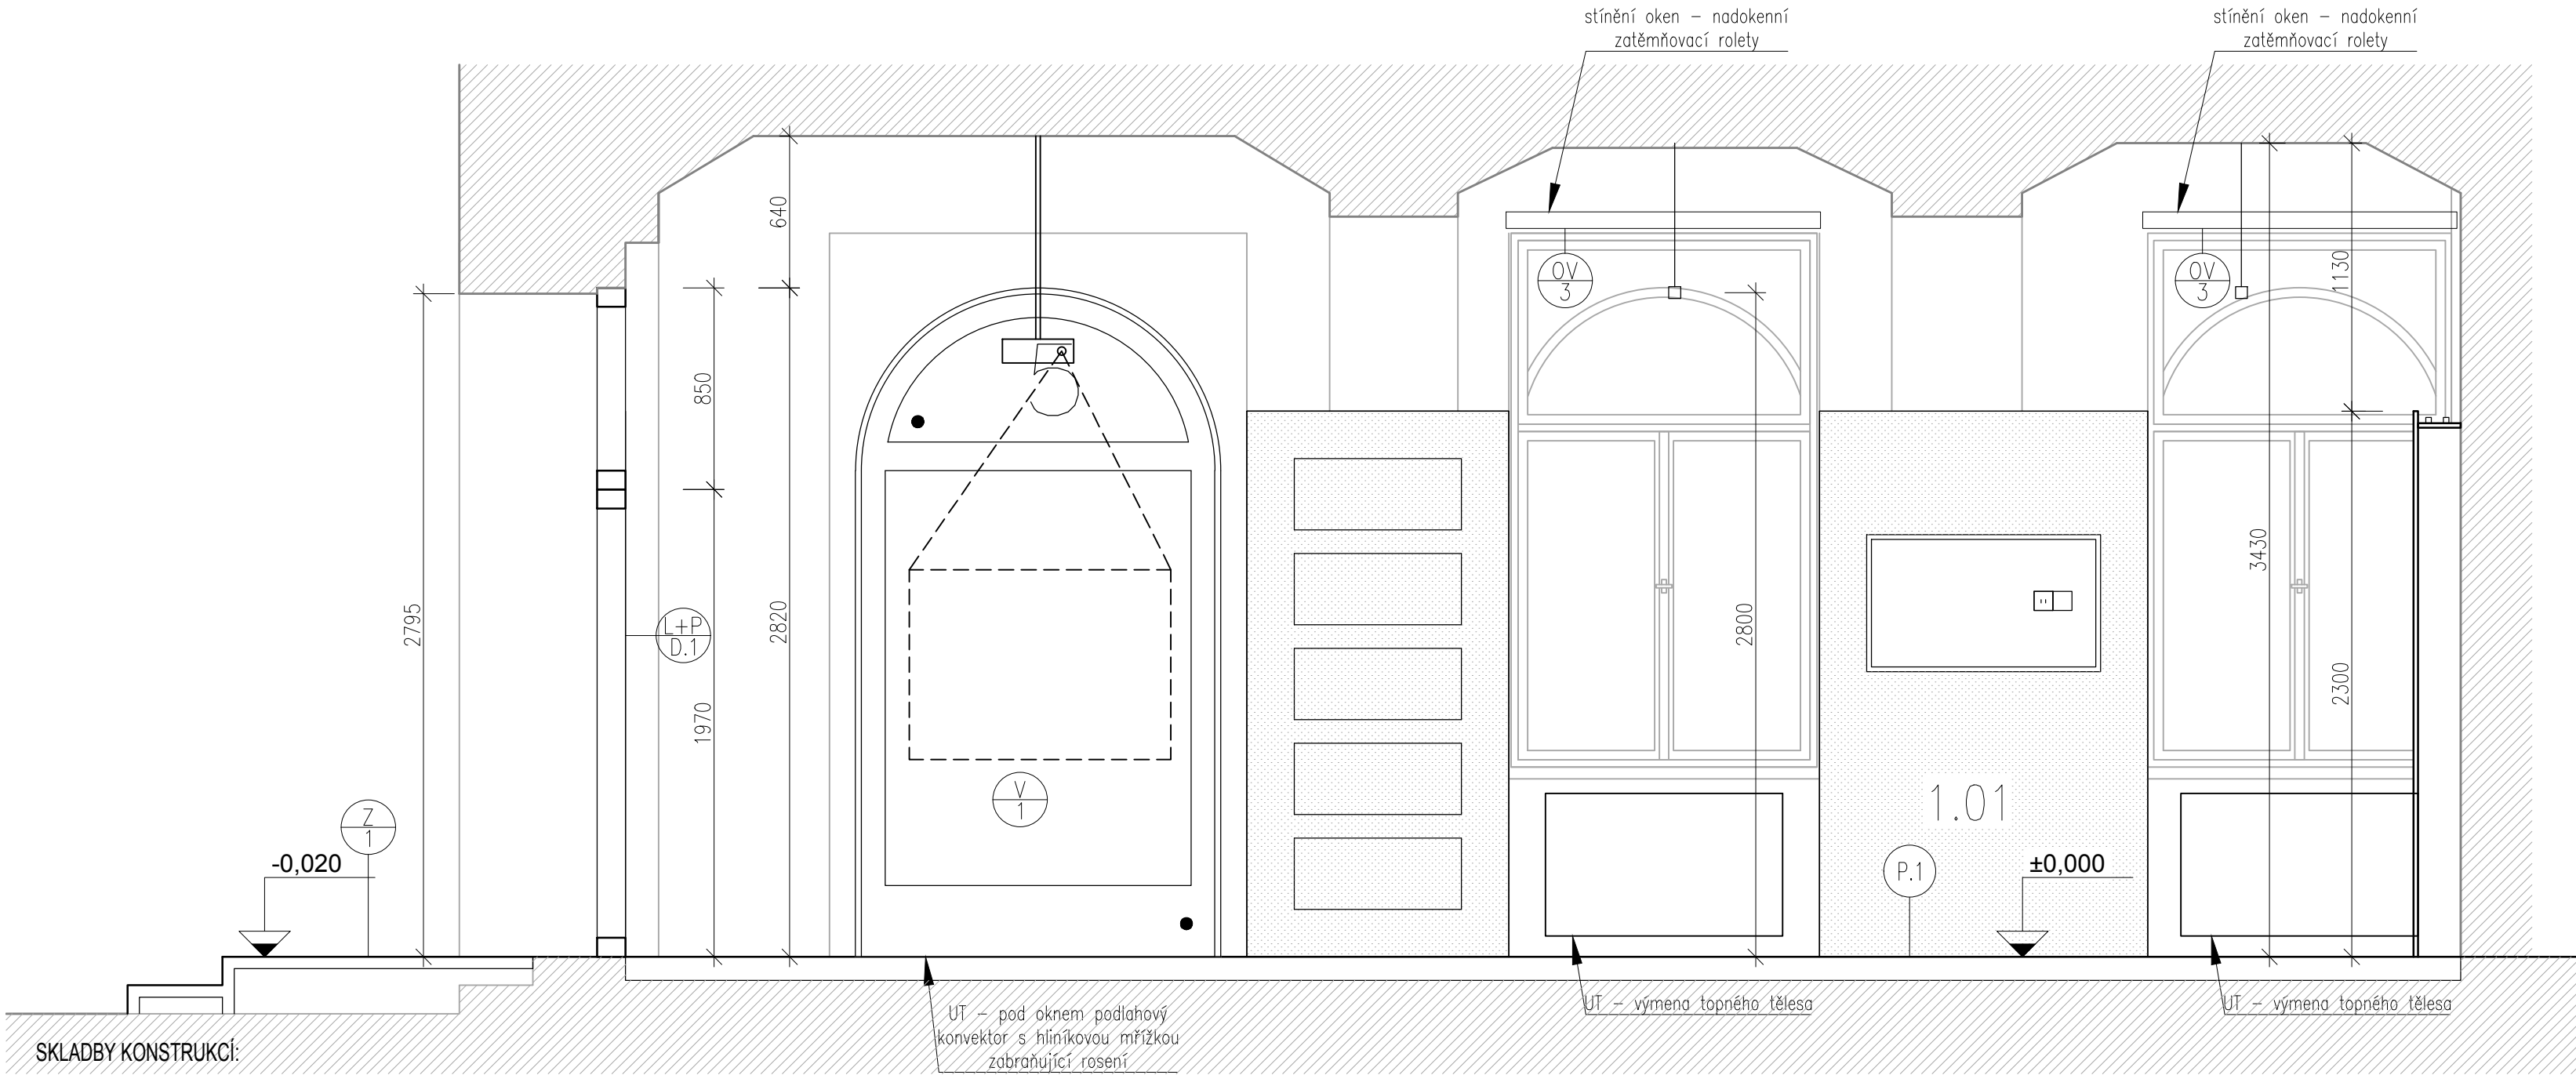 stínění oken – nadokenní
zatěmňovací rolety
stínění oken – nadokenní
zatěmňovací rolety
640
OV
3
OV
3
1130
850
2795
L+P
D.1
2820
1970
2800
3430
2300
V
1
1.01
Z
1
-0,020
P.1
±0,000
UT – pod oknem podlahový
konvektor s hliníkovou mřížkou
zabraňující rosení
UT – výmena topného tělesa
UT – výmena topného tělesa
SKLADBY KONSTRUKCÍ: